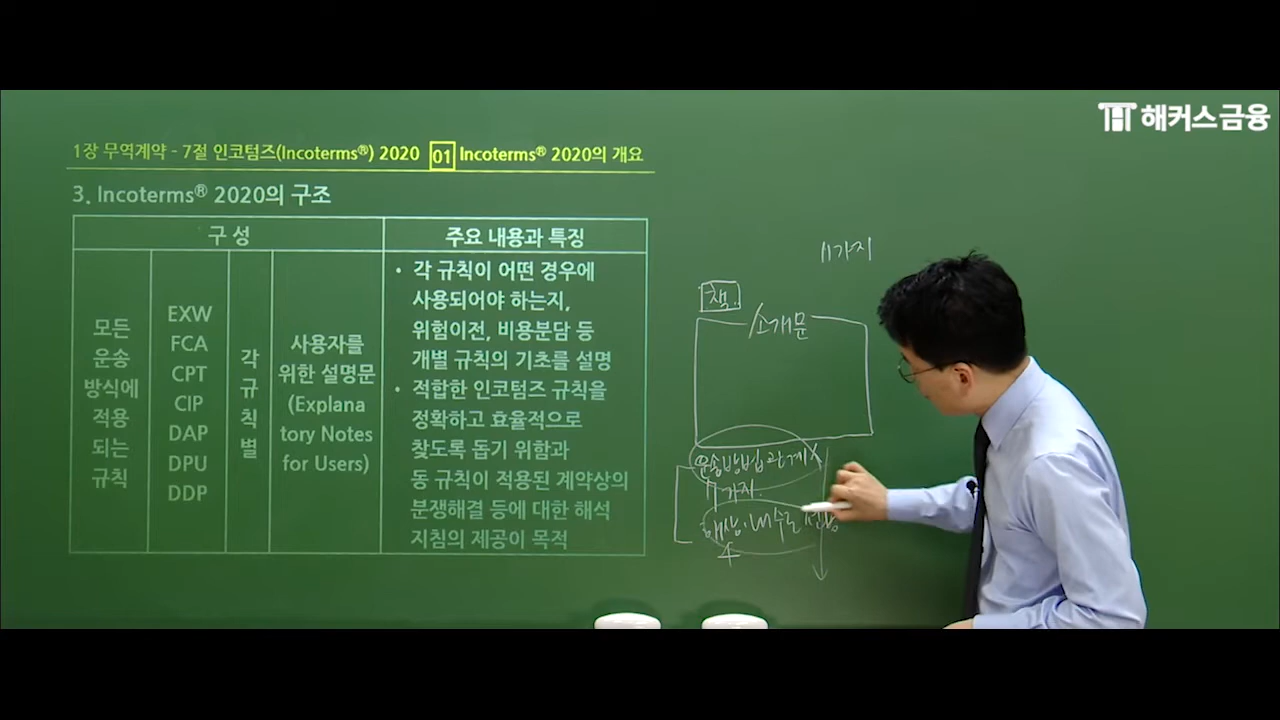 해커스금융
1장 무역계약 - 7절 인코텀즈(Incoterms®) 2020 01 Incoterms® 2020의 개요
3. Incoterms® 2020의 구조
구 성
주요 내용과 특징
모든
운송
방식에
적용
되는
규칙
EXW
FCA
CPT
CIP
DAP
DPU
DDP
각
규
칙
별
사용자를
위한 설명문
(Explana
tory Notes
for Users)
• 각 규칙이 어떤 경우에
사용되어야 하는지,
위험이전, 비용분담 등
개별 규칙의 기초를 설명
• 적합한 인코텀즈 규칙을
정확하고 효율적으로
찾도록 돕기 위함과
동 규칙이 적용된 계약상의
분쟁해결 등에 대한 해석
지침의 제공이 목적
11가지
책.
소개문
운송방법 관계X
7가지.
해상·내수로
4